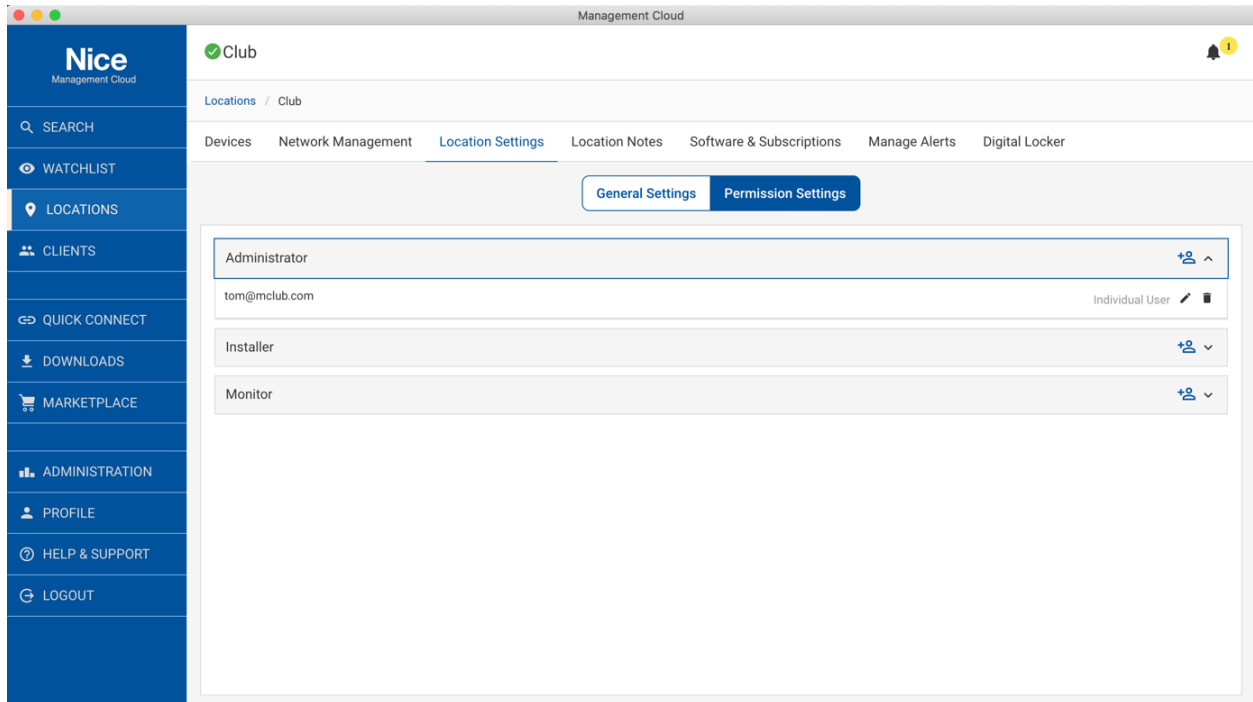 Management Cloud
Nice
Management Cloud
SEARCH
WATCHLIST
LOCATIONS
CLIENTS
QUICK CONNECT
DOWNLOADS
MARKETPLACE
ADMINISTRATION
PROFILE
HELP & SUPPORT
LOGOUT
Club
1
Locations / Club
Devices Network Management Location Settings Location Notes Software & Subscriptions Manage Alerts Digital Locker
General Settings Permission Settings
Administrator
tom@mclub.com Individual User
Installer
Monitor